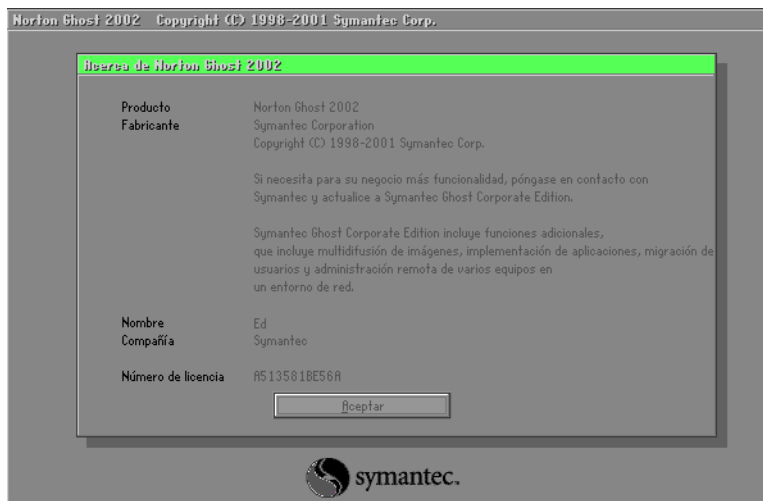 Norton Ghost 2002 Copyright (C) 1998-2001 Symantec Corp.
Acerca de Norton Ghost 2002
Producto Norton Ghost 2002
Fabricante Symantec Corporation
Copyright (C) 1998-2001 Symantec Corp.
Si necesita para su negocio más funcionalidad, póngase en contacto con
Symantec y actualice a Symantec Ghost Corporate Edition.
Symantec Ghost Corporate Edition incluye funciones adicionales,
que incluye multidifusión de imágenes, implementación de aplicaciones, migración de
usuarios y administración remota de varios equipos en
un entorno de red.
Nombre Ed
Compañía Symantec
Número de licencia A513581BE56A
Aceptar
symantec.